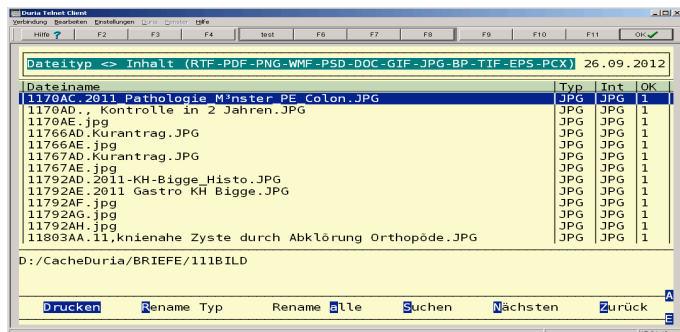 Duria Telnet Client
Verbindung Bearbeiten Einstellungen Duria Fenster Hilfe
Hilfe ? F2 F3 F4 test F6 F7 F8 F9 F10 F11 OK
Dateityp <> Inhalt (RTF-PDF-PNG-WMF-PSD-DOC-GIF-JPG-BP-TIF-EPS-PCX) 26.09.2012
Dateiname Typ Int OK
1170AC.2011_Pathologie_M³nster_PE_Colon.JPG JPG JPG 1
1170AD., Kontrolle in 2 Jahren.JPG JPG JPG 1
1170AE.jpg JPG JPG 1
11766AD.Kurantrag.JPG JPG JPG 1
11766AE.jpg JPG JPG 1
11767AD.Kurantrag.JPG JPG JPG 1
11767AE.jpg JPG JPG 1
11792AD.2011-KH-Bigge_Histo.JPG JPG JPG 1
11792AE.2011 Gastro KH Bigge.JPG JPG JPG 1
11792AF.jpg JPG JPG 1
11792AG.jpg JPG JPG 1
11792AH.jpg JPG JPG 1
11803AA.11,knienahe Zyste durch Abklörung Orthopöde.JPG JPG JPG 1
D:/CacheDuria/BRIEFE/111BILD
A
Drucken Rename Typ Rename alle Suchen Nächsten Zurück
E